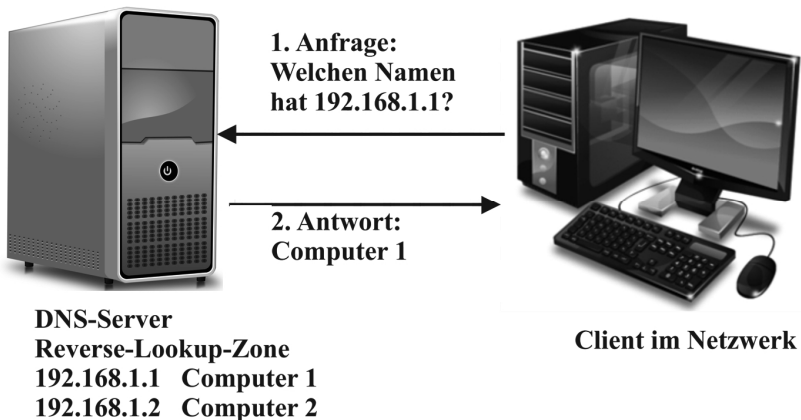 1. Anfrage:
Welchen Namen
hat 192.168.1.1?
2. Antwort:
Computer 1
DNS-Server
Reverse-Lookup-Zone
192.168.1.1 Computer 1
192.168.1.2 Computer 2
Client im Netzwerk